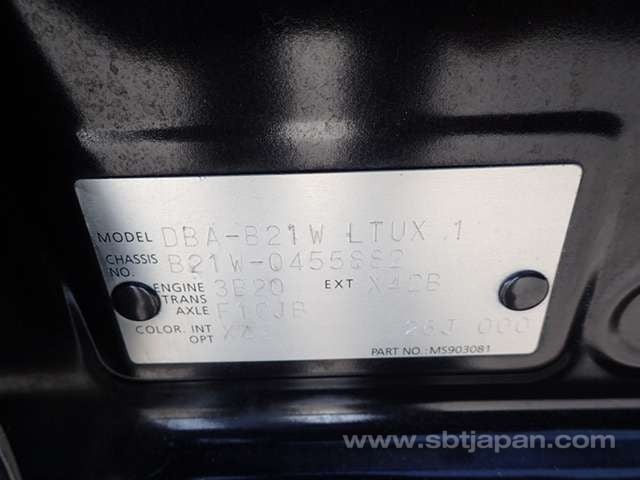 MODEL DBA-B21W LTUX 1
CHASSIS NO. B21W-0455882
ENGINE 3B20 EXT X42B
TRANS AXLE F1CJB
COLOR. INT
OPT 26J 000
PART NO.: MS903081
www.sbtjapan.com